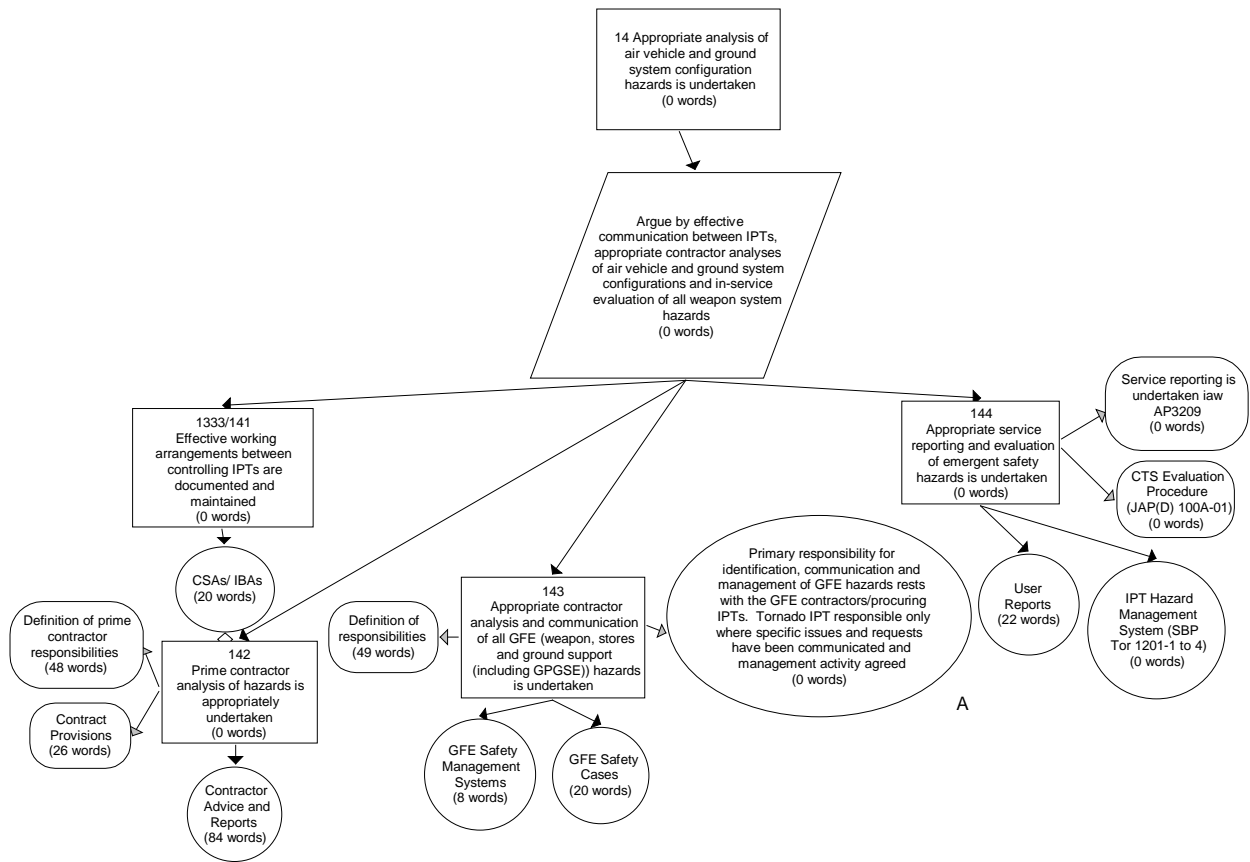 14 Appropriate analysis of
air vehicle and ground
system configuration
hazards is undertaken
(0 words)
Argue by effective
communication between IPTs,
appropriate contractor analyses
of air vehicle and ground system
configurations and in-service
evaluation of all weapon system
hazards
(0 words)
1333/141
Effective working
arrangements between
controlling IPTs are
documented and
maintained
(0 words)
CSAs/ IBAs
(20 words)
Definition of prime
contractor
responsibilities
(48 words)
Contract
Provisions
(26 words)
142
Prime contractor
analysis of hazards is
appropriately
undertaken
(0 words)
Contractor
Advice and
Reports
(84 words)
Definition of
responsibilities
(49 words)
143
Appropriate contractor
analysis and communication
of all GFE (weapon, stores
and ground support
(including GPGSE)) hazards
is undertaken
GFE Safety
Management
Systems
(8 words)
GFE Safety
Cases
(20 words)
Primary responsibility for
identification, communication and
management of GFE hazards rests
with the GFE contractors/procuring
IPTs. Tornado IPT responsible only
where specific issues and requests
have been communicated and
management activity agreed
(0 words)
A
144
Appropriate service
reporting and evaluation
of emergent safety
hazards is undertaken
(0 words)
Service reporting is
undertaken iaw
AP3209
(0 words)
CTS Evaluation
Procedure
(JAP(D) 100A-01)
(0 words)
User
Reports
(22 words)
IPT Hazard
Management
System (SBP
Tor 1201-1 to 4)
(0 words)